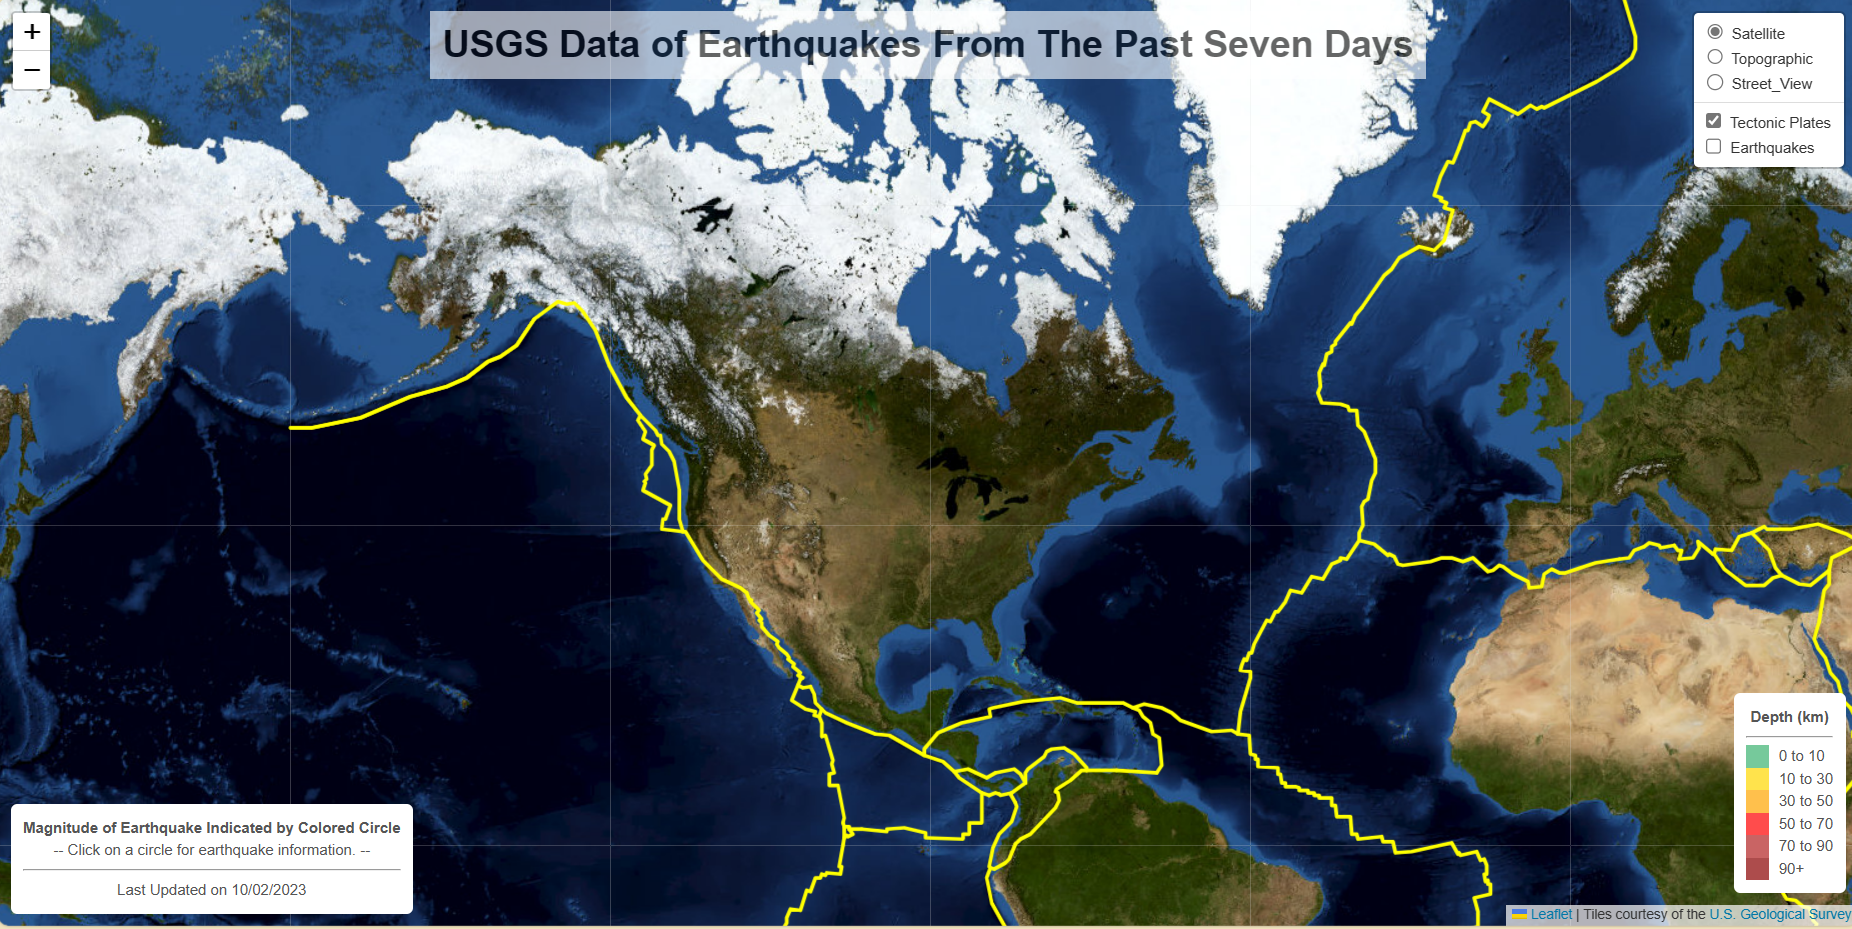 +
−
USGS Data of Earthquakes From The Past Seven Days
Satellite
Topographic
Street_View
Tectonic Plates
Earthquakes
Depth (km)
0 to 10
10 to 30
30 to 50
50 to 70
70 to 90
90+
Magnitude of Earthquake Indicated by Colored Circle
-- Click on a circle for earthquake information. --
Last Updated on 10/02/2023
Leaflet | Tiles courtesy of the U.S. Geological Survey